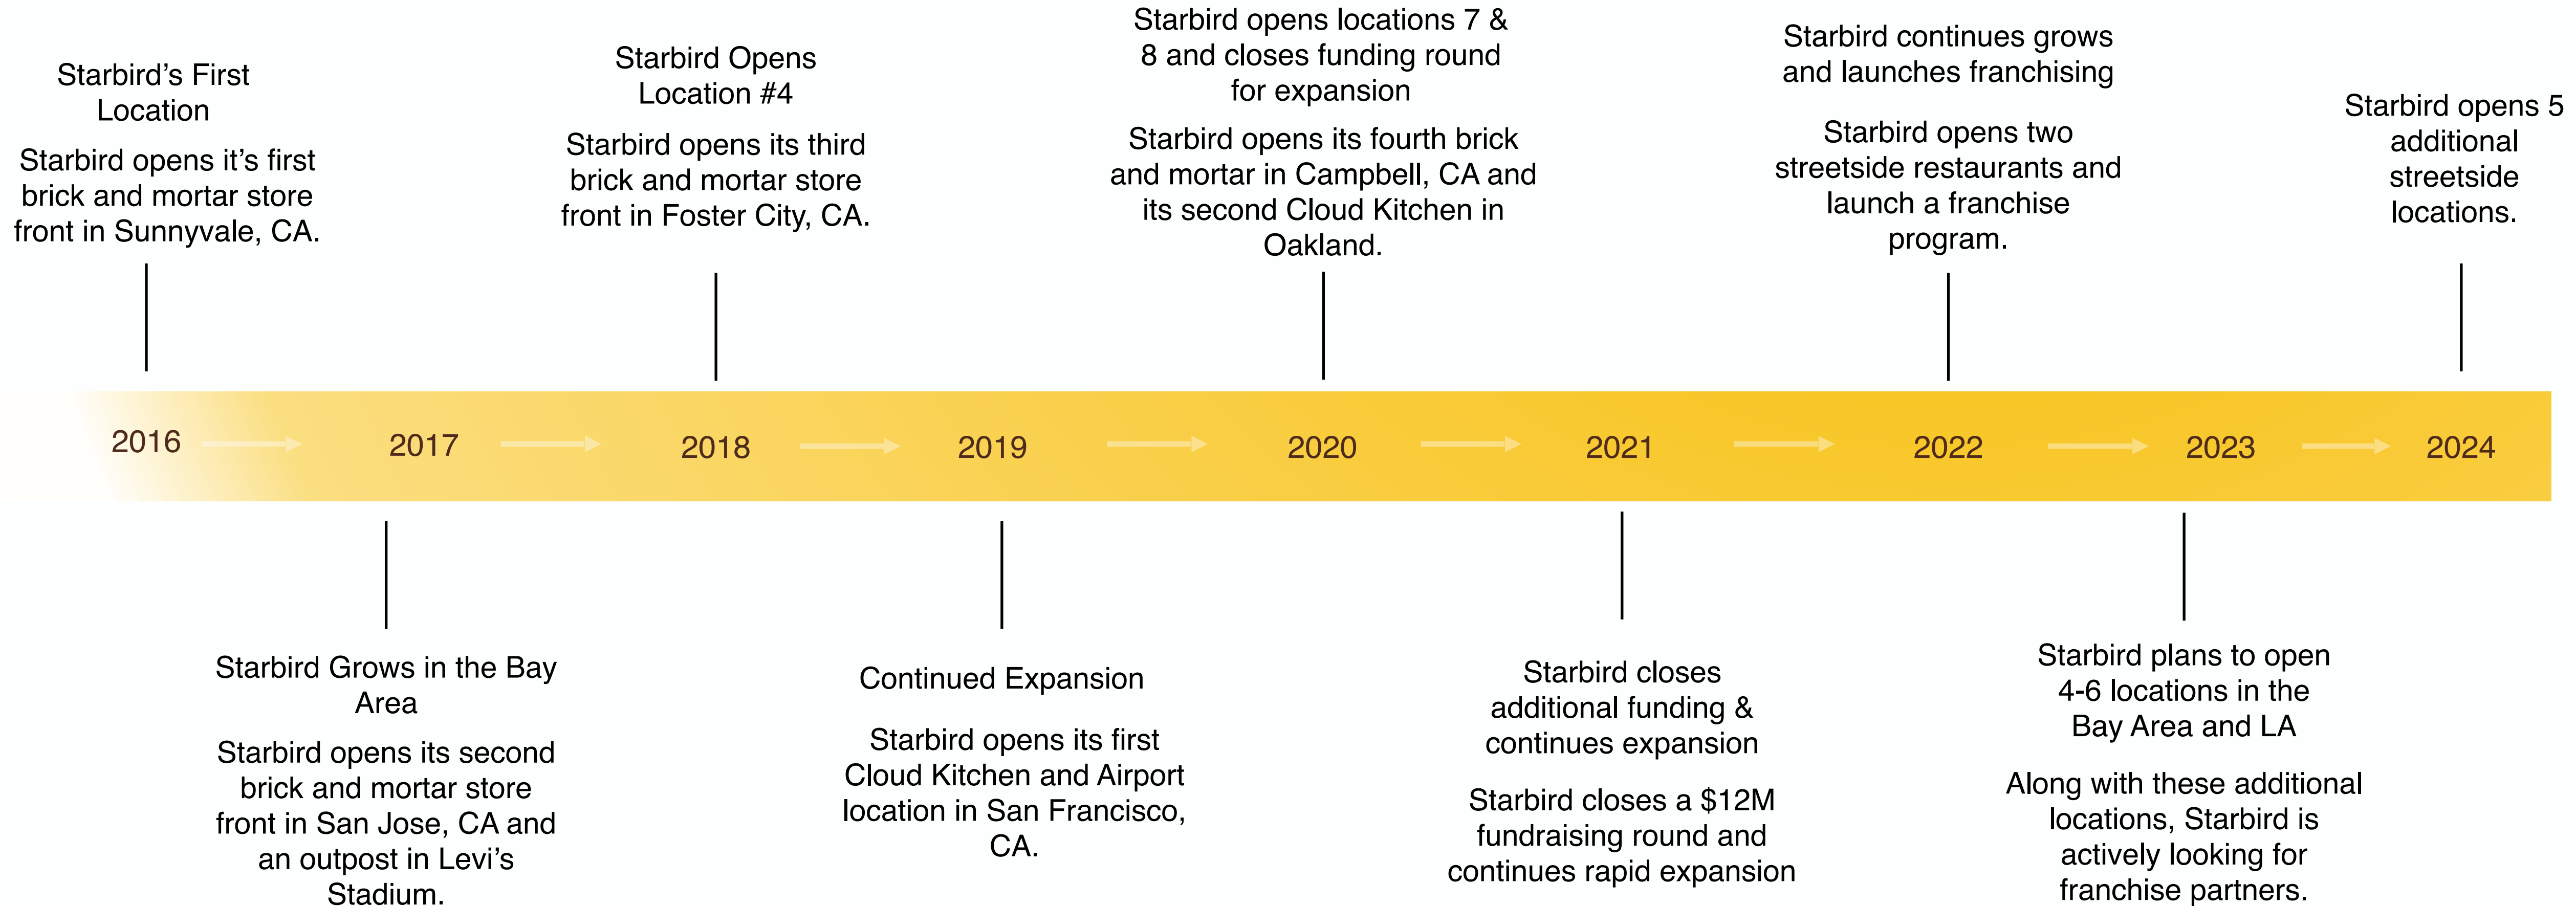 Starbird's First
Location
Starbird opens it's first
brick and mortar store
front in Sunnyvale, CA.
Starbird Opens
Location #4
Starbird opens its third
brick and mortar store
front in Foster City, CA.
Starbird opens locations 7 &
8 and closes funding round
for expansion
Starbird opens its fourth brick
and mortar in Campbell, CA and
its second Cloud Kitchen in
Oakland.
Starbird continues grows
and launches franchising
Starbird opens two
streetside restaurants and
launch a franchise
program.
Starbird opens 5
additional
streetside
locations.
2016
2017
2018
2019
2020
2021
2022
2023
2024
Starbird Grows in the Bay
Area
Starbird opens its second
brick and mortar store
front in San Jose, CA and
an outpost in Levi's
Stadium.
Continued Expansion
Starbird opens its first
Cloud Kitchen and Airport
location in San Francisco,
CA.
Starbird closes
additional funding &
continues expansion
Starbird closes a $12M
fundraising round and
continues rapid expansion
Starbird plans to open
4-6 locations in the
Bay Area and LA
Along with these additional
locations, Starbird is
actively looking for
franchise partners.